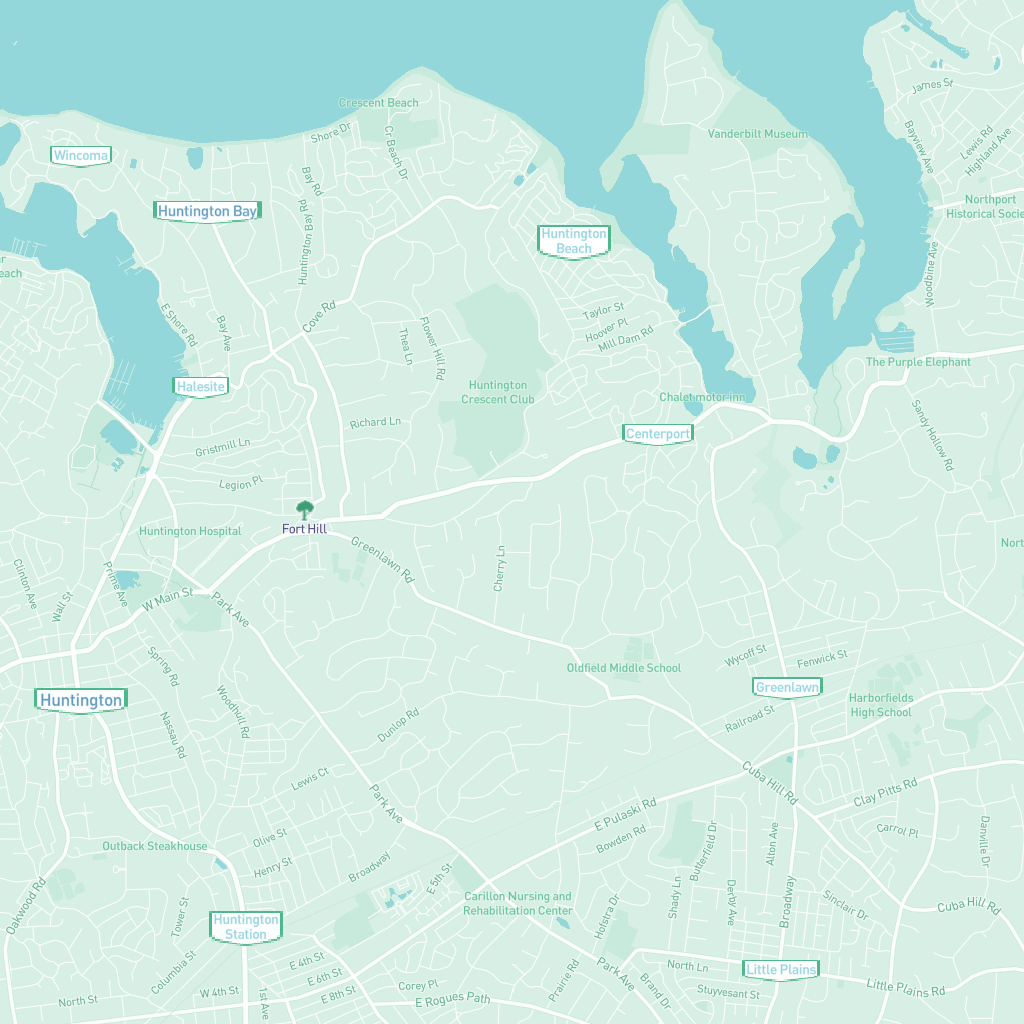 James St
Crescent Beach
Shore Dr
Vanderbilt Museum
Bayview Ave
Lewis Rd
Highland Ave
Wincoma
Cr Beach Dr
Bay Rd
Northport
Historical Socie
Huntington Bay
Huntington Bay Rd
Huntington
Beach
Woodbine Ave
ar
each
E Shore Rd
Bay Ave
Cove Rd
Taylor St
Hoover Pl
Mill Dam Rd
Thea Ln
Flower Hill Rd
The Purple Elephant
Halesite
Huntington
Crescent Club
Chalet motor inn
Sandy Hollow Rd
Richard Ln
Centerport
Gristmill Ln
Legion Pl
Huntington Hospital
Fort Hill
Greenlawn Rd
Cherry Ln
Nort
Clinton Ave
Prime Ave
Wall St
W Main St
Park Ave
Spring Rd
Oldfield Middle School
Wycoff St
Fenwick St
Huntington
Woodhull Rd
Nassau Rd
Dunlop Rd
Greenlawn
Harborfields
High School
Railroad St
Lewis Ct
Park Ave
Cuba Hill Rd
Clay Pitts Rd
E Pulaski Rd
Bowden Rd
Carrol Pl
Danville Dr
Outback Steakhouse
Olive St
Henry St
Broadway
E 5th St
Butterfield Dr
Alton Ave
Oakwood Rd
Tower St
Carillon Nursing and
Rehabilitation Center
Shady Ln
Derby Ave
Broadway
Sinclair Dr
Cuba Hill Rd
Holstra Dr
Huntington
Station
Columbia St
E 4th St
E 6th St
E 8th St
Corey Pl
Prairie Rd
Park Ave
North Ln
Brand Dr
Little Plains
Stuyvesant St
Little Plains Rd
North St
W 4th St
1st Ave
E Rogues Path